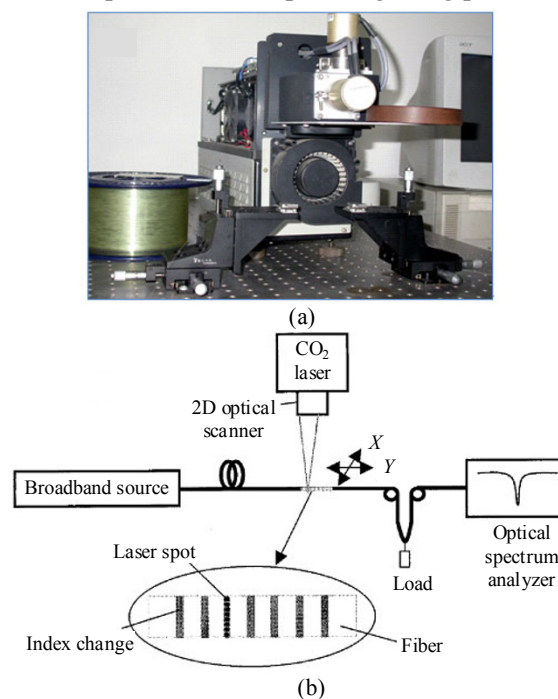 (a)
CO2
laser
2D optical
scanner
X
Y
Broadband source
Optical
spectrum
analyzer
Load
Laser spot
Index change
Fiber
(b)